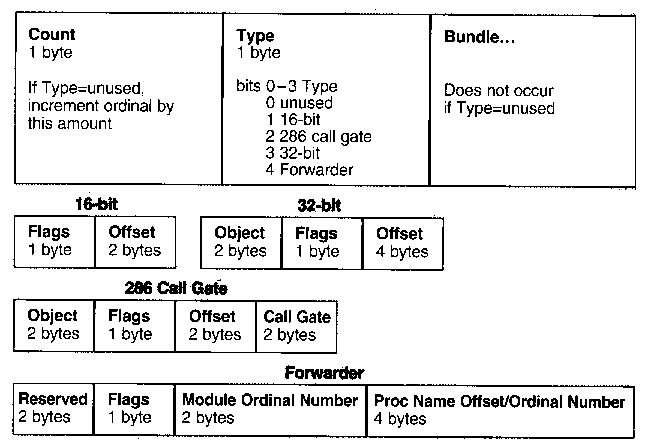 Count
1 byte
If Type=unused,
increment ordinal by
this amount
Type
1 byte
bits 0–3 Type
0 unused
1 16-bit
2 286 call gate
3 32-bit
4 Forwarder
Bundle...
Does not occur
if Type=unused
16-bit
Flags
1 byte
Offset
2 bytes
32-bit
Object
2 bytes
Flags
1 byte
Offset
4 bytes
286 Call Gate
Object
2 bytes
Flags
1 byte
Offset
2 bytes
Call Gate
2 bytes
Forwarder
Reserved
2 bytes
Flags
1 byte
Module Ordinal Number
2 bytes
Proc Name Offset/Ordinal Number
4 bytes